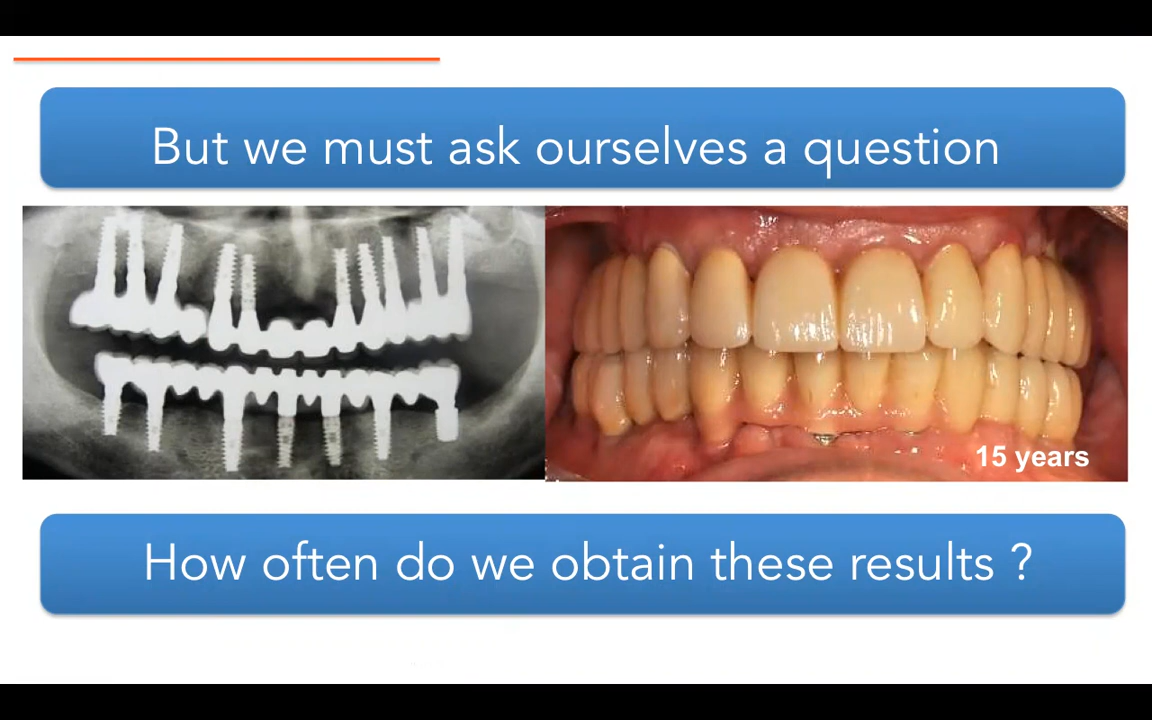 But we must ask ourselves a question
15 years
How often do we obtain these results ?